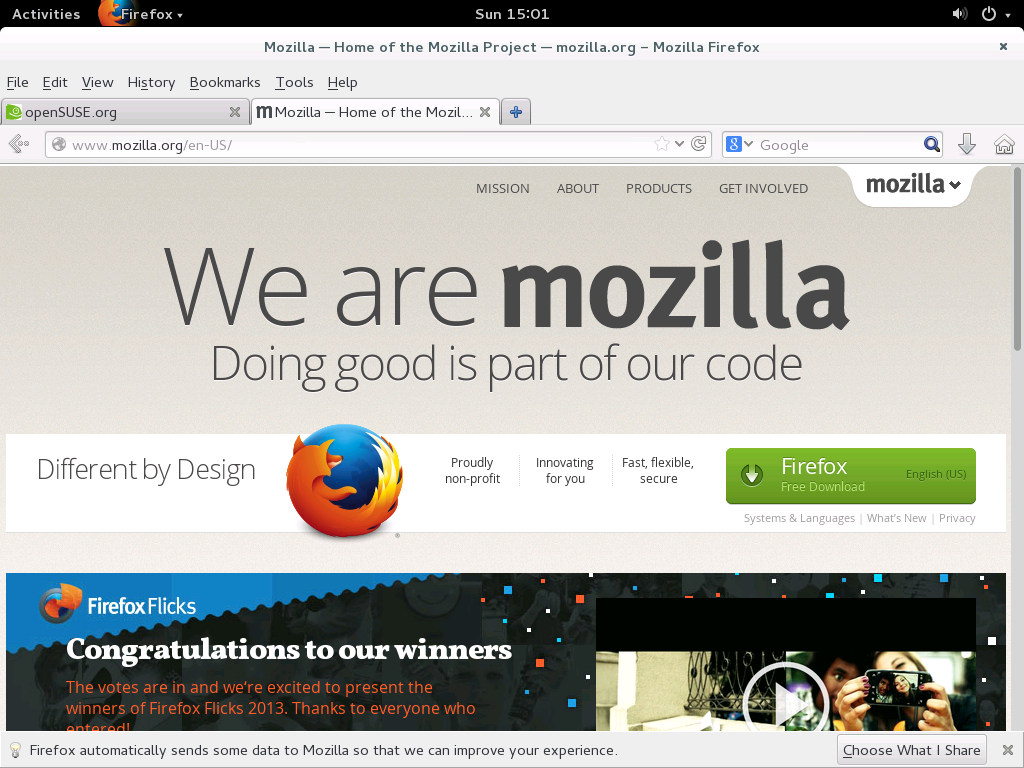 Activities Firefox Sun 15:01
Mozilla — Home of the Mozilla Project — mozilla.org – Mozilla Firefox
File Edit View History Bookmarks Tools Help
openSUSE.org mMozilla — Home of the Mozil...
www.mozilla.org/en-US/ 8 Google
MISSION ABOUT PRODUCTS GET INVOLVED mozilla
We are mozilla
Doing good is part of our code
Different by Design
Proudly
non-profit
Innovating
for you
Fast, flexible,
secure
Firefox
Free Download
English (US)
Systems & Languages | What's New | Privacy
Firefox Flicks
Congratulations to our winners
The votes are in and we're excited to present the
winners of Firefox Flicks 2013. Thanks to everyone who
entered!
Firefox automatically sends some data to Mozilla so that we can improve your experience. Choose What I Share